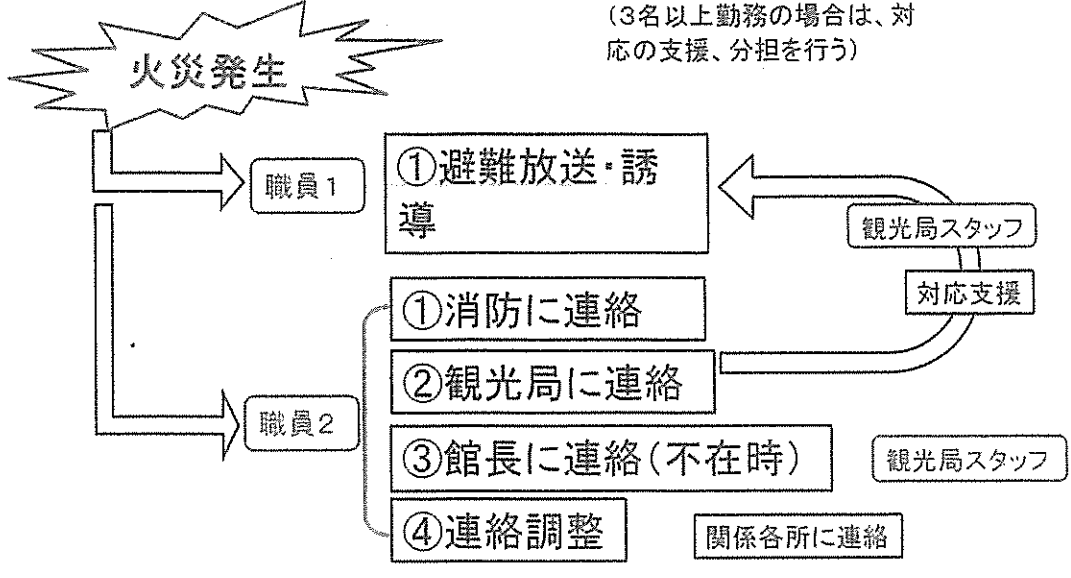 (3名以上勤務の場合は、対
応の支援、分担を行う)
火災発生
職員1
①避難放送・誘
導
観光局スタッフ
対応支援
①消防に連絡
②観光局に連絡
職員2
③館長に連絡(不在時)
観光局スタッフ
④連絡調整
関係各所に連絡